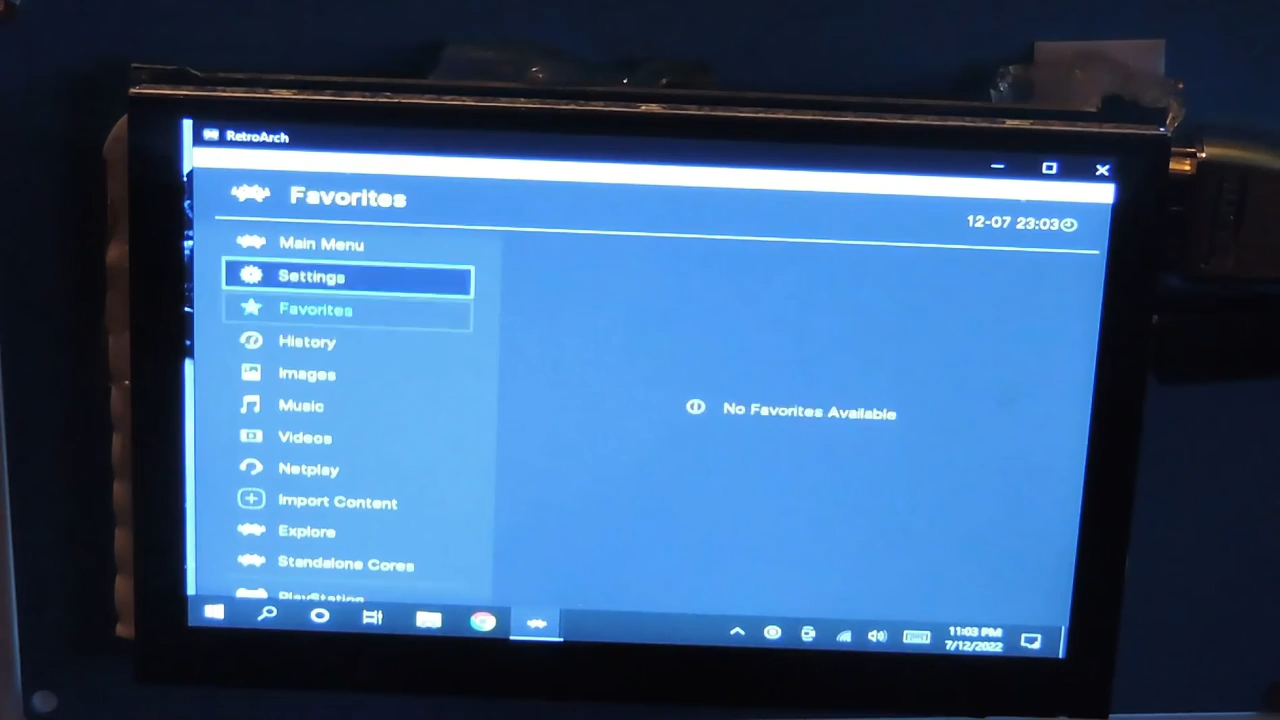 RetroArch
Favorites
12-07 23:03
Main Menu
Settings
Favorites
History
Images
Music
Videos
Netplay
Import Content
Explore
Standalone Cores
PlayStation
No Favorites Available
11:03 PM
7/12/2022